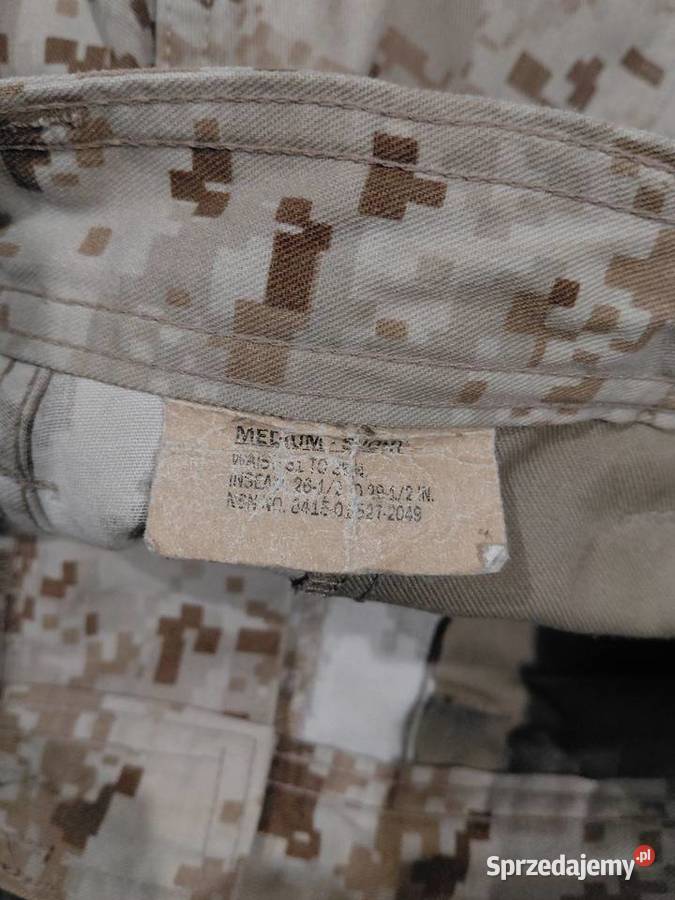 MEDIUM - SHORT
WAIST: 31 TO 35 IN.
INSEAM: 26-1/2 TO 29-1/2 IN.
NSN NO. 8415-01-527-2049
Sprzedajemy.pl